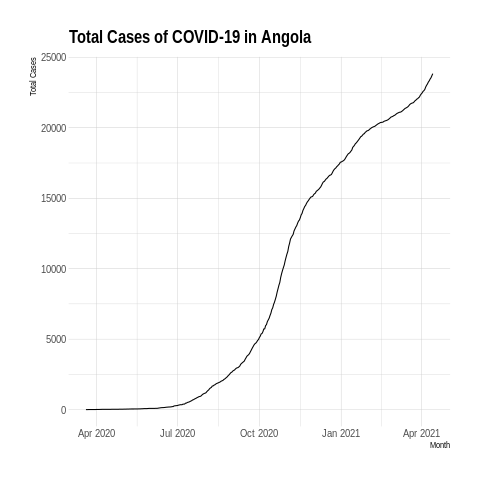 Total Cases of COVID-19 in Angola
Total Cases
25000
20000
15000
10000
5000
0
Apr 2020 Jul 2020 Oct 2020 Jan 2021 Apr 2021
Month